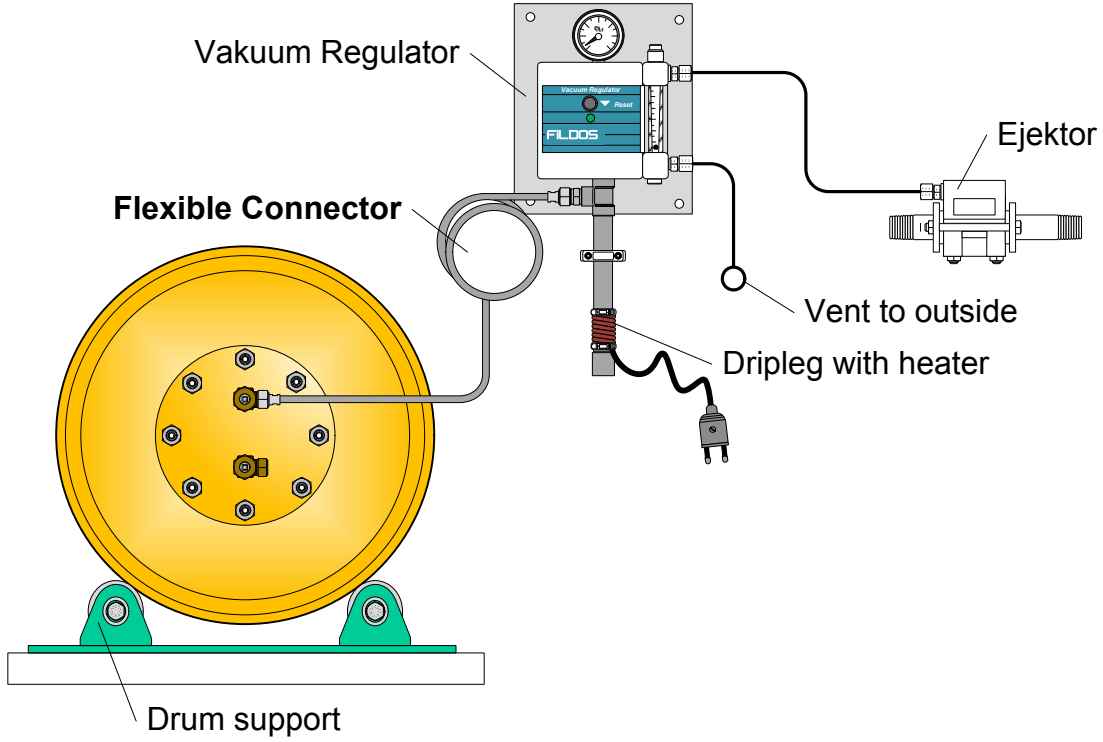 Vakuum Regulator
Vacuum Regulator
Reset
FILDOS
Ejektor
Flexible Connector
Vent to outside
Dripleg with heater
Drum support